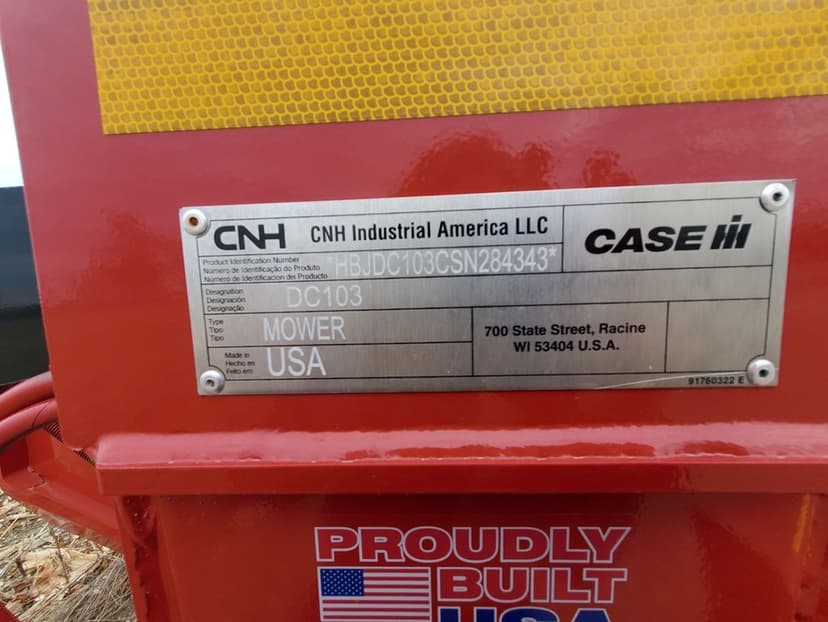 CNH CNH Industrial America LLC
CASE IH
Product Identification Number
Número de Identificação do Produto
Número de Identificacion del Producto
*HBJDC103CSN284343*
Designation
Designación
Designação
DC103
Type
Tipo
Tipo
MOWER
Made in
Hecho en
Feito em
USA
700 State Street, Racine
WI 53404 U.S.A.
91760322 E
PROUDLY
BUILT
USA